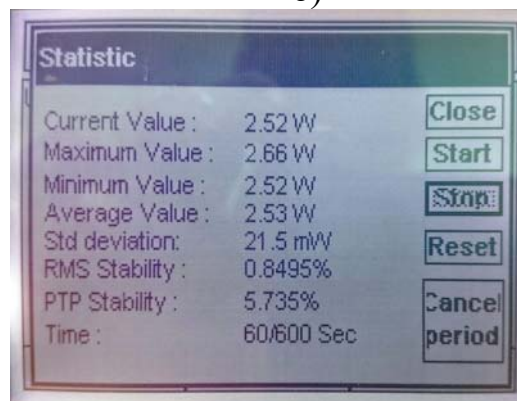 Statistic
Current Value : 2.52 W
Maximum Value : 2.66 W
Minimum Value : 2.52 W
Average Value : 2.53 W
Std deviation: 21.5 mW
RMS Stability : 0.8495%
PTP Stability : 5.735%
Time : 60/600 Sec
Close
Start
Stop
Reset
Cancel
period